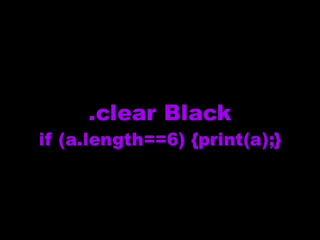 .clear Black
if (a.length==6) {print(a);}